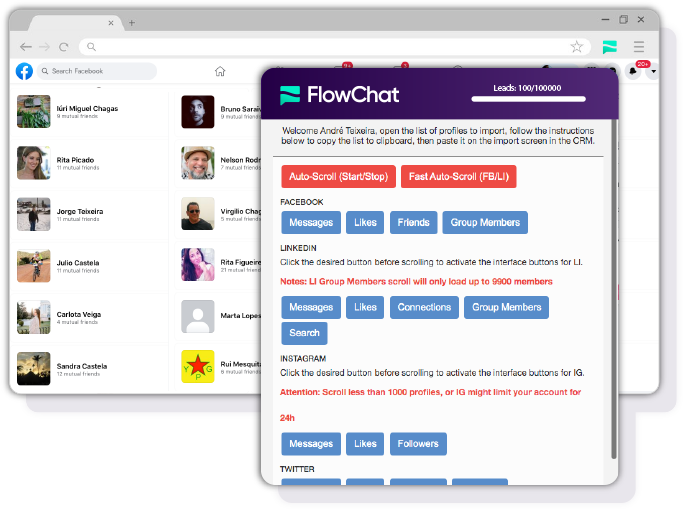 Search Facebook
9+
1
20+
Iúri Miguel Chagas
9 mutual friends
Bruno Saraiv
9 mutual friends
Rita Picado
11 mutual friends
Nelson Rodr
7 mutual friends
Jorge Teixeira
11 mutual friends
Virgílio Chag
5 mutual friends
Julio Castela
11 mutual friends
Rita Figueire
21 mutual friends
Carlota Veiga
4 mutual friends
Marta Lopes
Sandra Castela
12 mutual friends
Y P G
Rui Mesquita
8 mutual friends
FlowChat
Leads: 100/100000
Welcome André Teixeira, open the list of profiles to import, follow the instructions
below to copy the list to clipboard, then paste it on the import screen in the CRM.
Auto-Scroll (Start/Stop) Fast Auto-Scroll (FB/LI)
FACEBOOK
Messages Likes Friends Group Members
LINKEDIN
Click the desired button before scrolling to activate the interface buttons for LI.
Notes: LI Group Members scroll will only load up to 9900 members
Messages Likes Connections Group Members
Search
INSTAGRAM
Click the desired button before scrolling to activate the interface buttons for IG.
Attention: Scroll less than 1000 profiles, or IG might limit your account for
24h
Messages Likes Followers
TWITTER